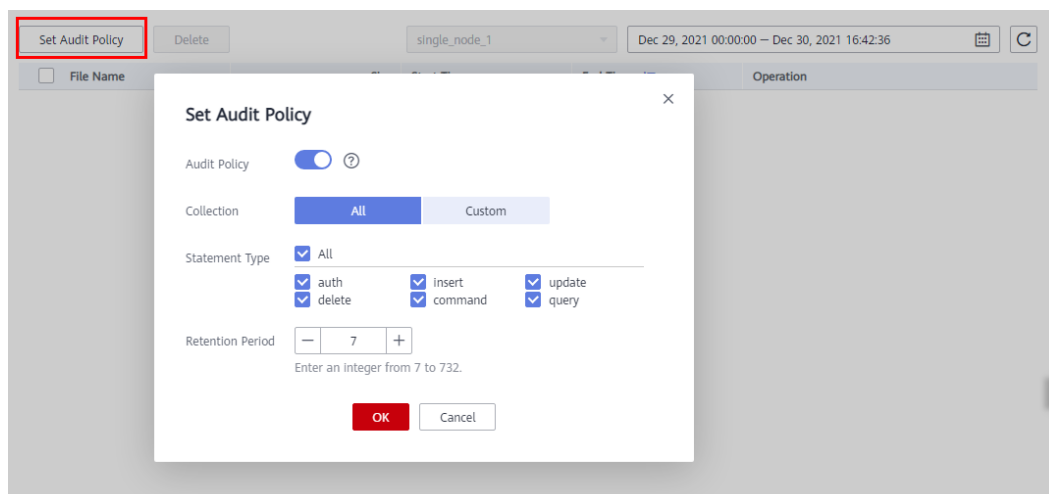 Set Audit Policy
Delete
single_node_1
Dec 29, 2021 00:00:00 — Dec 30, 2021 16:42:36
File Name
Operation
Set Audit Policy
Audit Policy
Collection
All
Custom
Statement Type
All
auth
insert
update
delete
command
query
Retention Period
7
Enter an integer from 7 to 732.
OK
Cancel